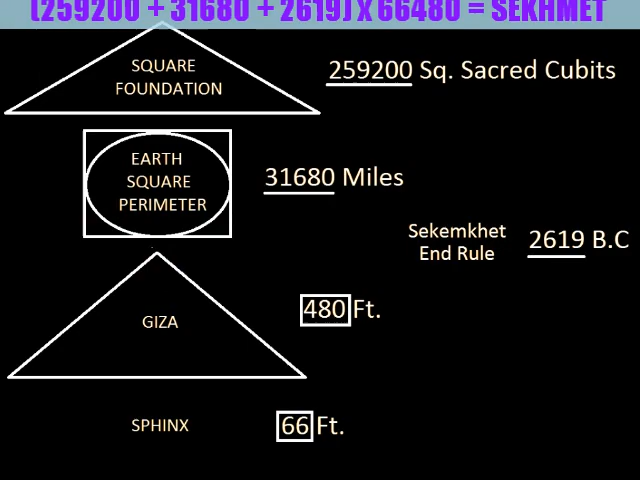 (259200 + 31680 + 2619) x 66480 = SEKHMET
SQUARE
FOUNDATION
259200 Sq. Sacred Cubits
EARTH
SQUARE
PERIMETER
31680 Miles
Sekemkhet
End Rule
2619 B.C
GIZA
480 Ft.
SPHINX
66 Ft.